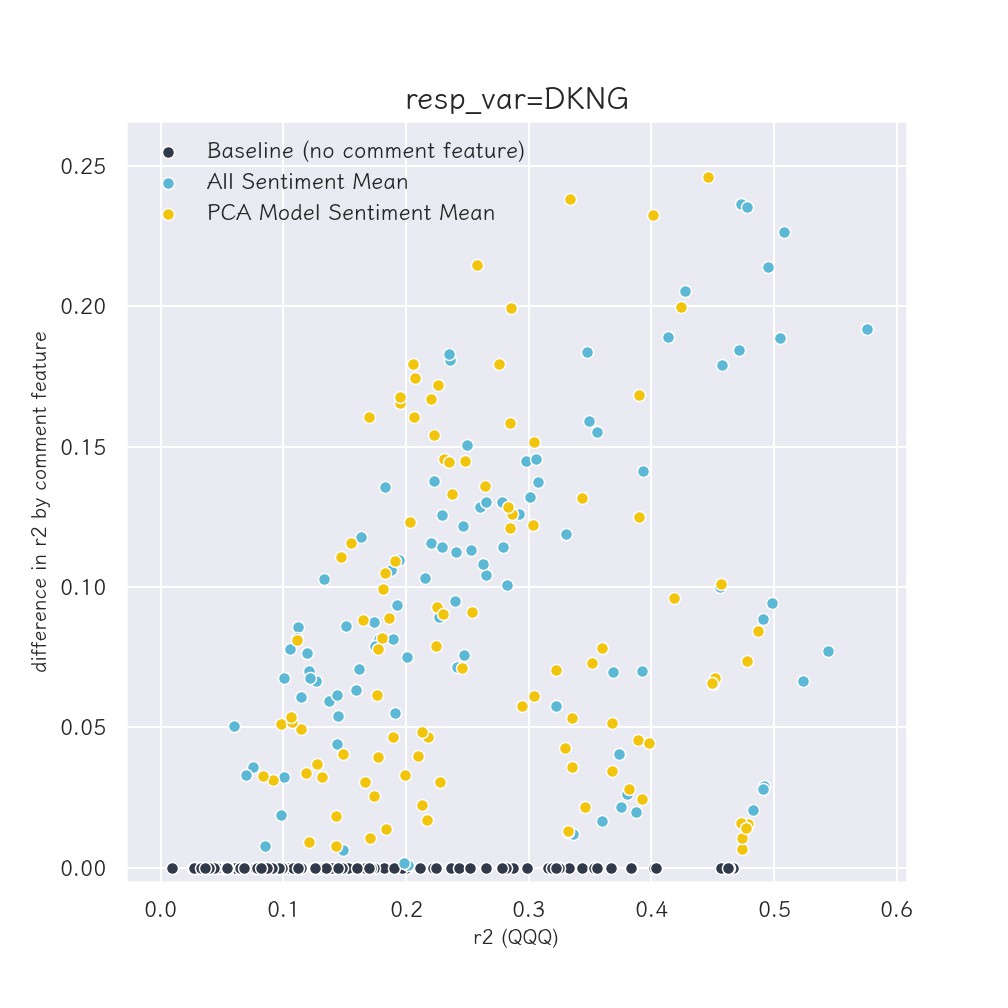 resp_var=DKNG
Baseline (no comment feature)
All Sentiment Mean
PCA Model Sentiment Mean
difference in r2 by comment feature
0.25
0.20
0.15
0.10
0.05
0.00
0.0 0.1 0.2 0.3 0.4 0.5 0.6
r2 (QQQ)